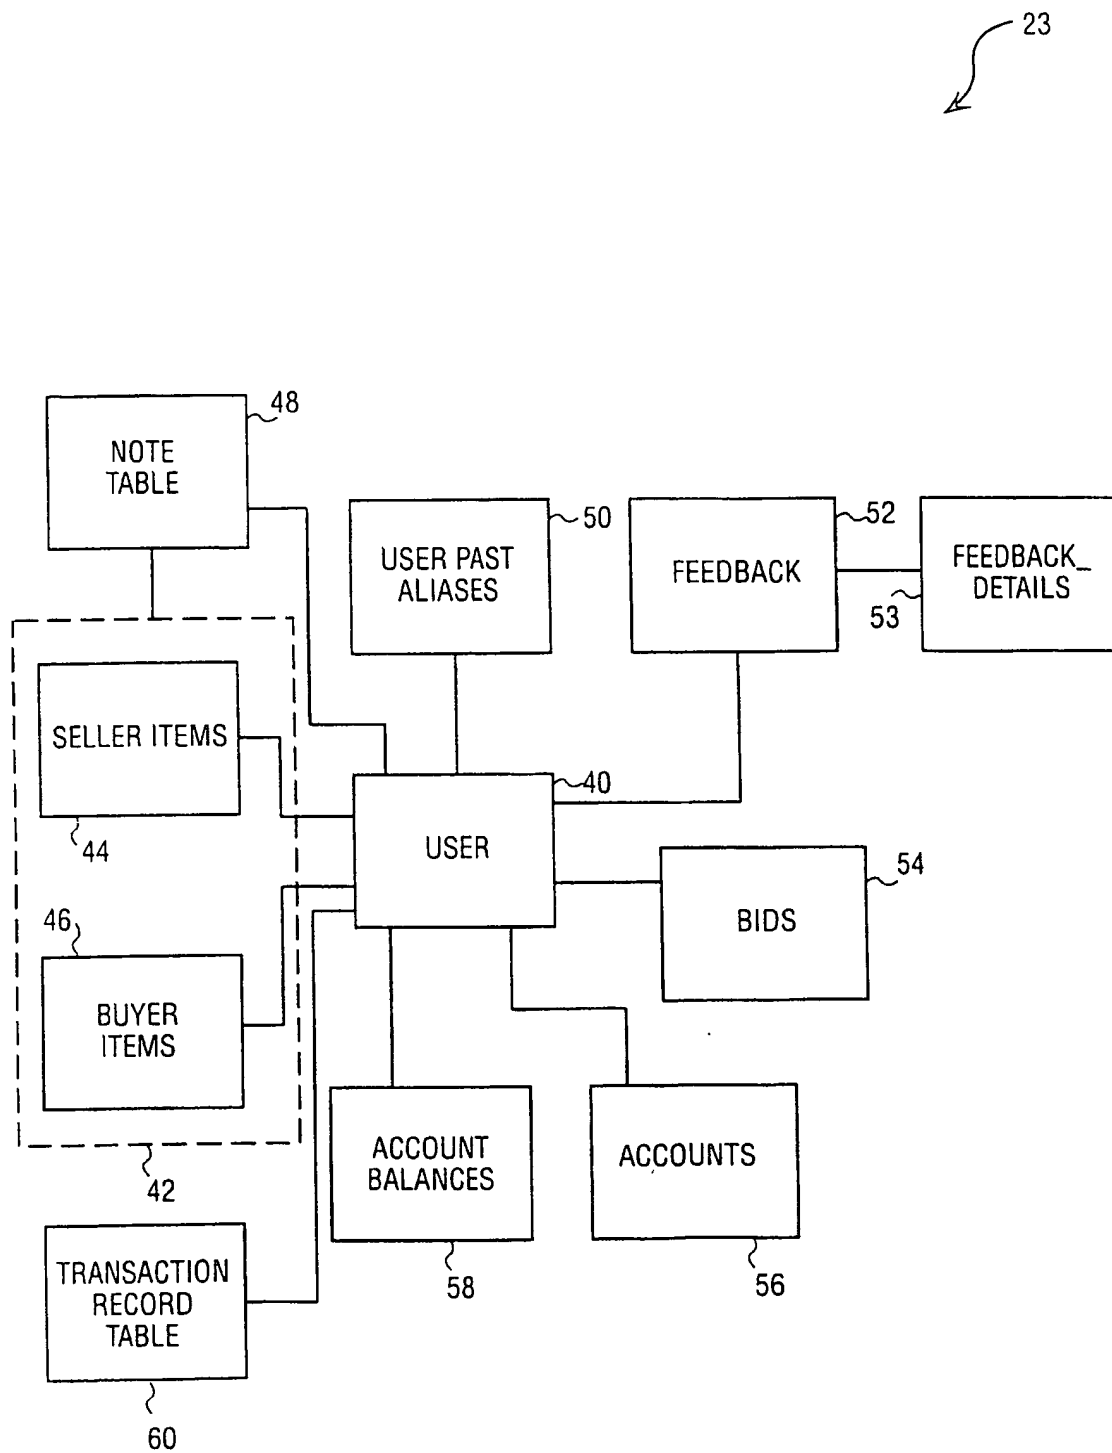 23
48
NOTE
TABLE
50
USER PAST
ALIASES
52
FEEDBACK
FEEDBACK_
DETAILS
53
SELLER ITEMS
44
40
USER
54
BIDS
46
BUYER
ITEMS
42
ACCOUNT
BALANCES
58
ACCOUNTS
56
TRANSACTION
RECORD
TABLE
60